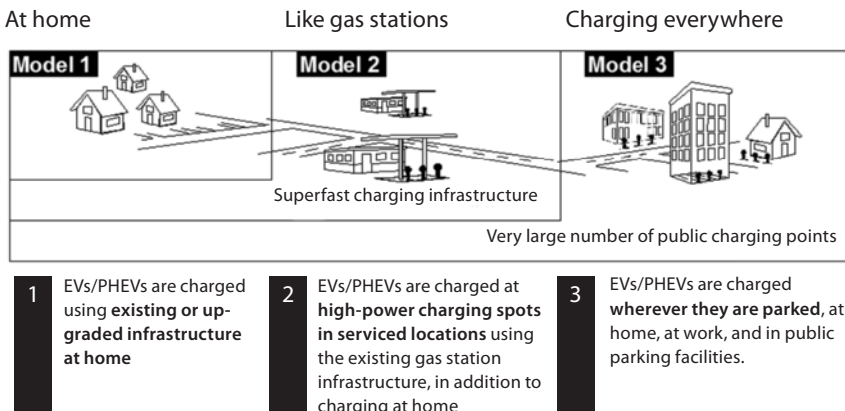 At home
Like gas stations
Charging everywhere
Model 1
Model 2
Model 3
Superfast charging infrastructure
Very large number of public charging points
1
EVs/PHEVs are charged
using existing or up-
graded infrastructure
at home
2
EVs/PHEVs are charged at
high-power charging spots
in serviced locations using
the existing gas station
infrastructure, in addition to
charging at home
3
EVs/PHEVs are charged
wherever they are parked, at
home, at work, and in public
parking facilities.